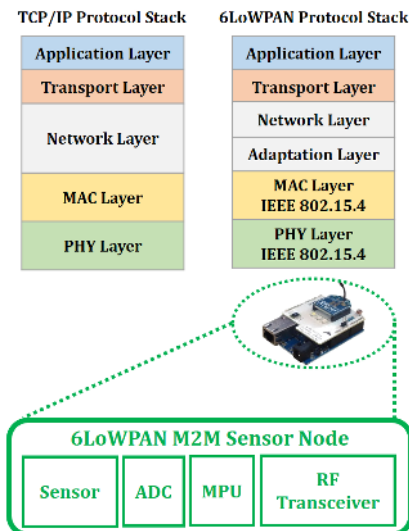 TCP/IP Protocol Stack
Application Layer
Transport Layer
Network Layer
MAC Layer
PHY Layer
6LoWPAN Protocol Stack
Application Layer
Transport Layer
Network Layer
Adaptation Layer
MAC Layer
IEEE 802.15.4
PHY Layer
IEEE 802.15.4
6LoWPAN M2M Sensor Node
Sensor
ADC
MPU
RF
Transceiver